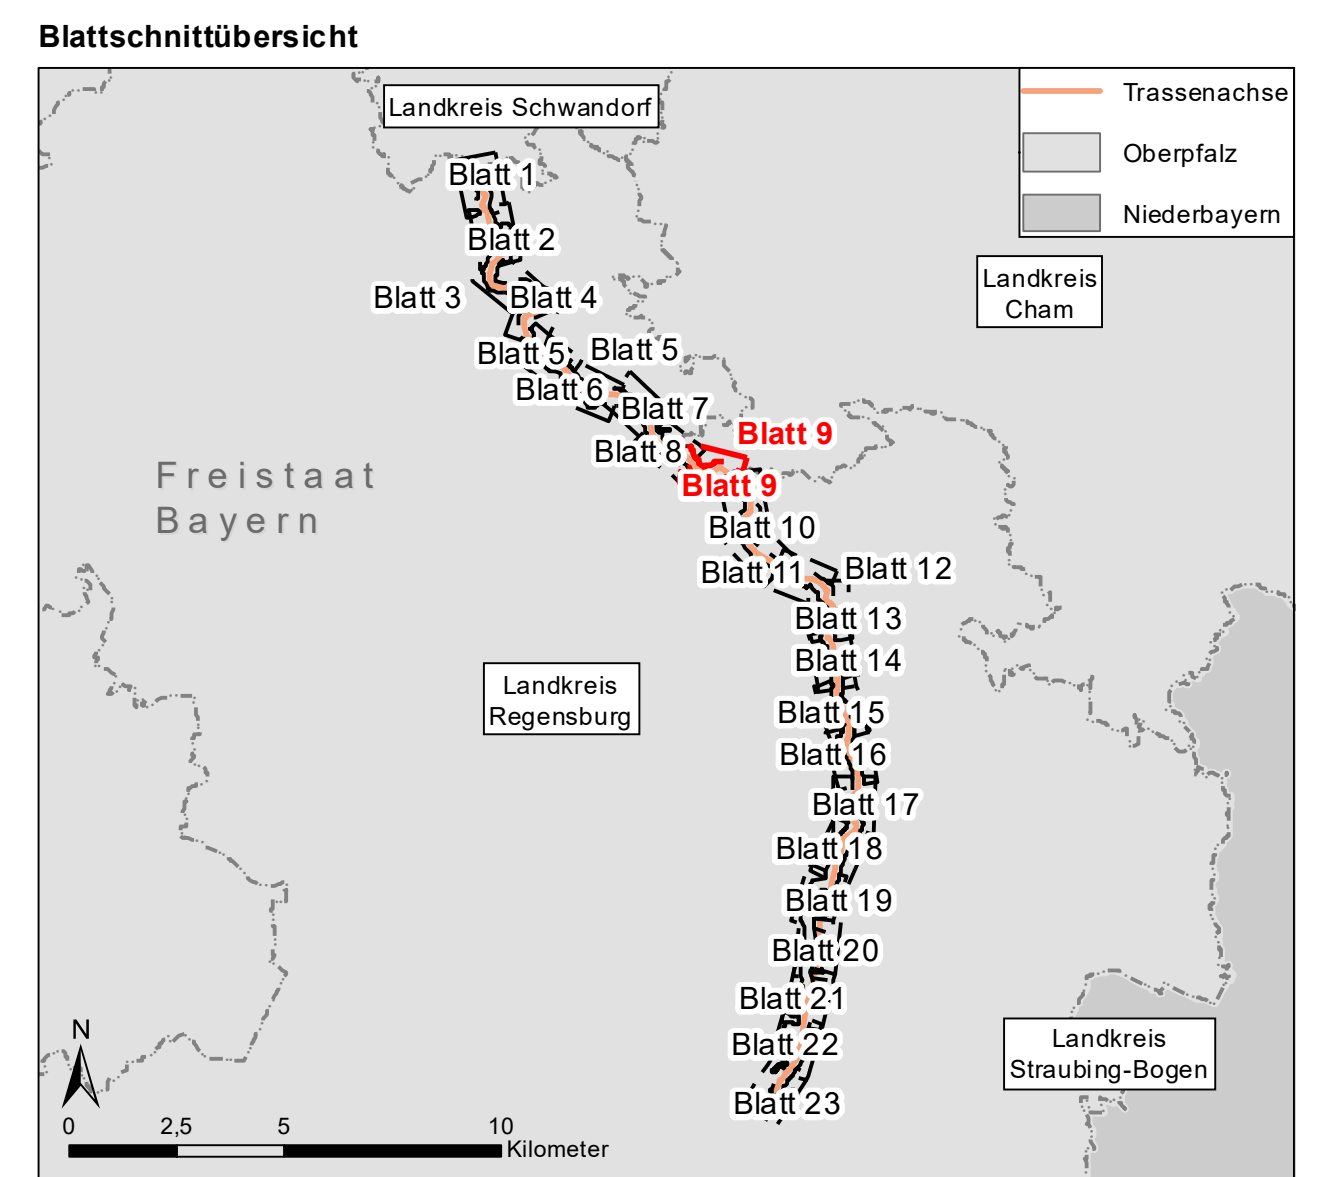 Blattschnittübersicht
Landkreis Schwandorf
Trassenachse
Oberpfalz
Niederbayern
Blatt 1
Blatt 2
Landkreis
Cham
Blatt 3
Blatt 4
Blatt 5
Blatt 5
Blatt 6
Blatt 7
Blatt 8
Blatt 9
Blatt 9
Freistaat
Bayern
Blatt 10
Blatt 11
Blatt 12
Blatt 13
Blatt 14
Landkreis
Regensburg
Blatt 15
Blatt 16
Blatt 17
Blatt 18
Blatt 19
Blatt 20
Blatt 21
Blatt 22
Blatt 23
Landkreis
Straubing-Bogen
N
0 2,5 5 10
Kilometer